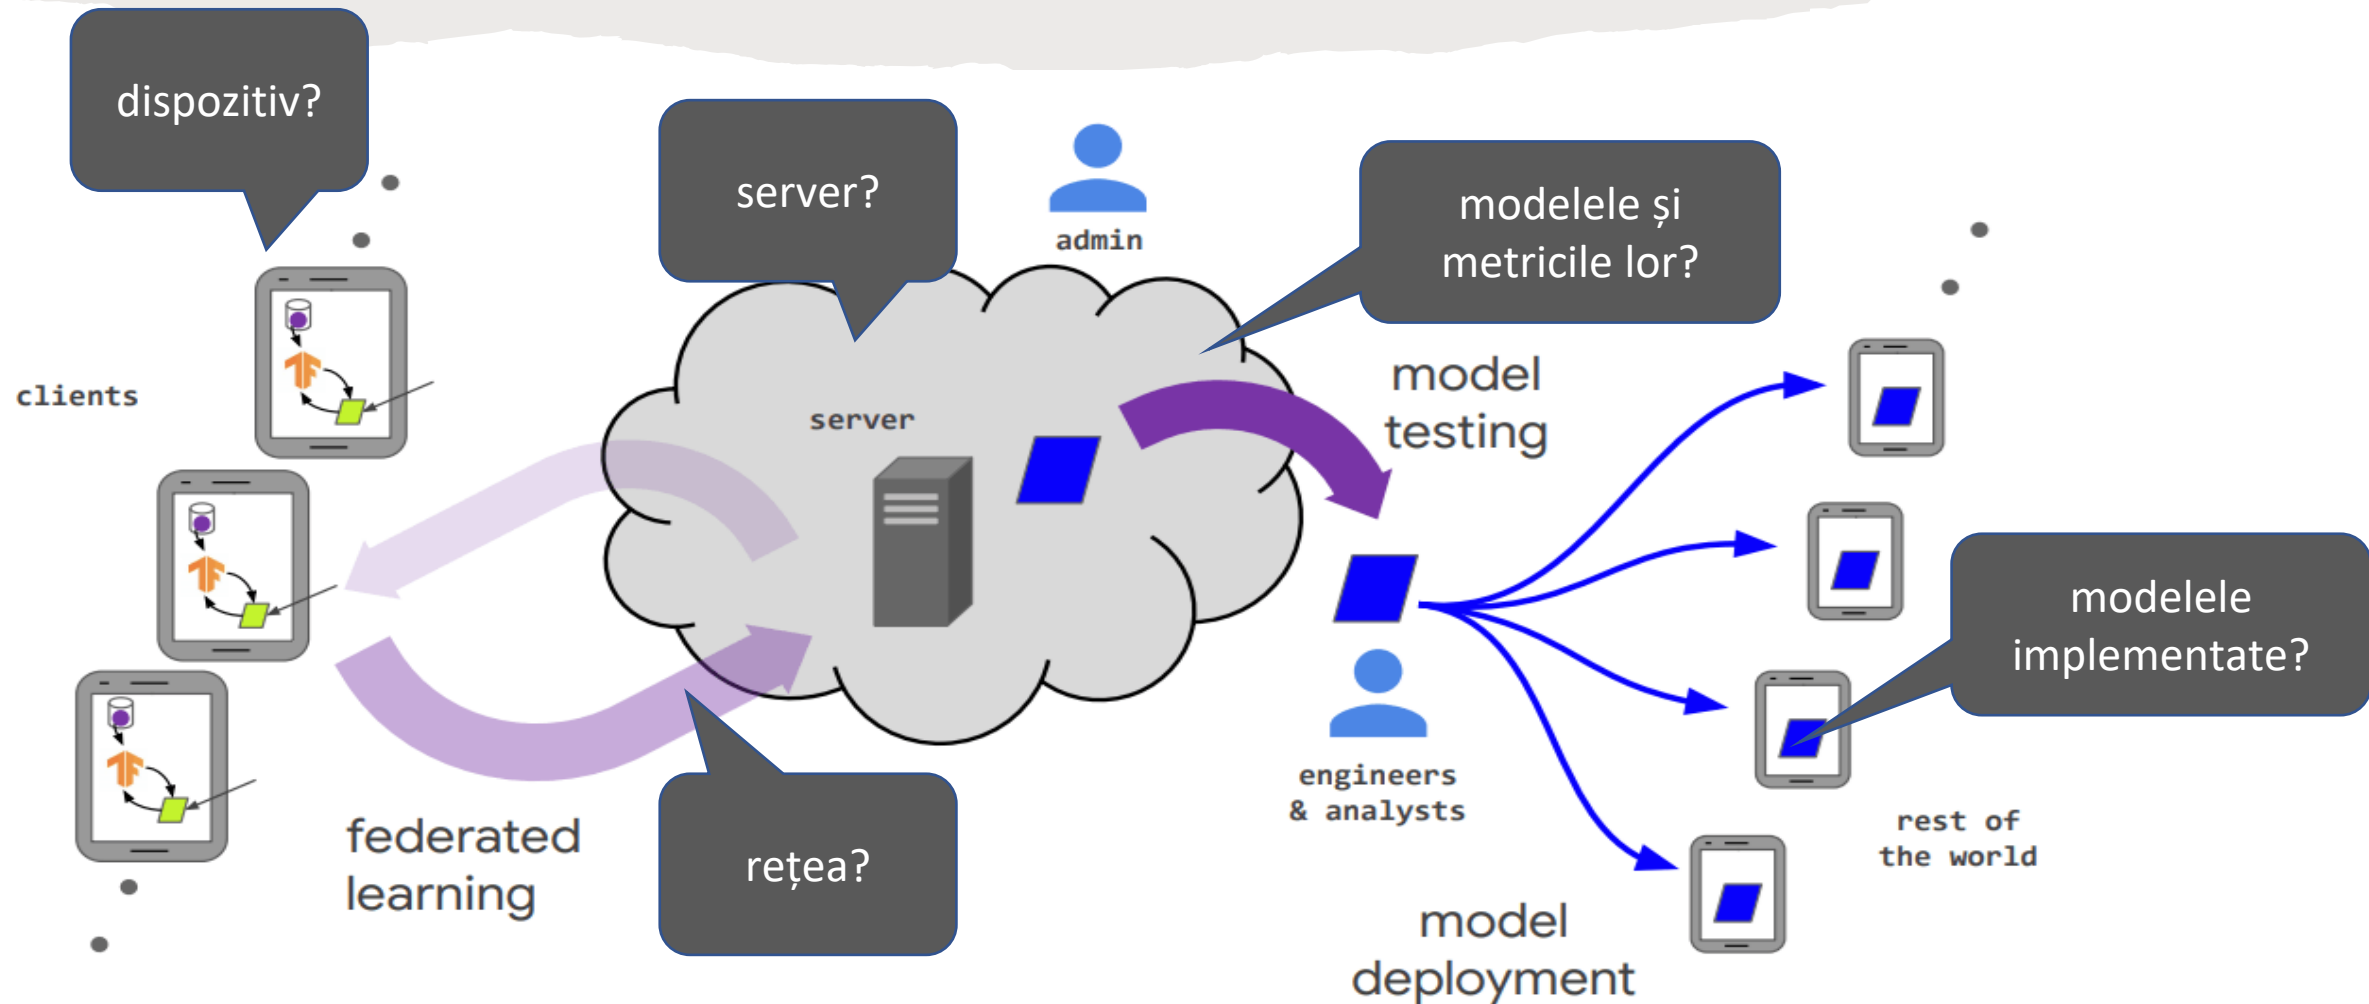 dispozitiv?
server?
admin
modelele și
metricile lor?
clients
server
model
testing
modelele
implementate?
engineers
& analysts
rest of
the world
federated
learning
rețea?
model
deployment